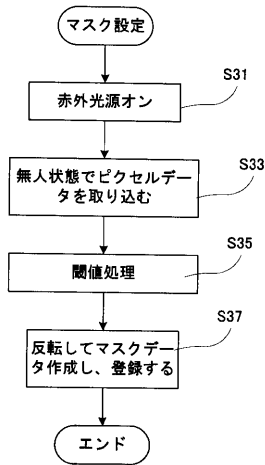 マスク設定
S31
赤外光源オン
S33
無人状態でピクセルデー
タを取り込む
S35
閾値処理
S37
反転してマスクデー
タ作成し、登録する
エンド